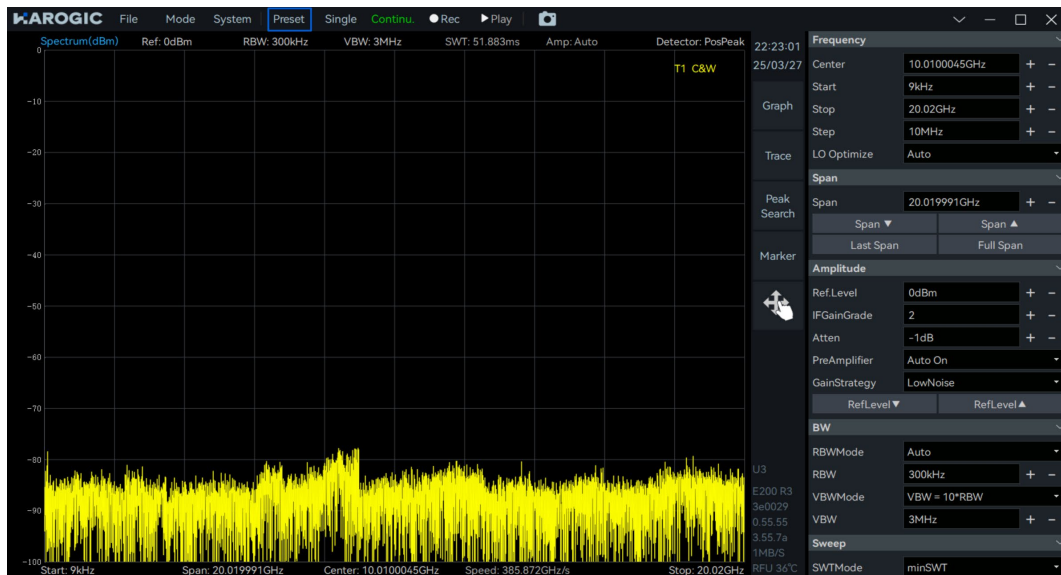 HAROGIC File Mode System Preset Single Continu. Rec Play
Spectrum(dBm) Ref: 0dBm RBW: 300kHz VBW: 3MHz SWT: 51.883ms Amp: Auto Detector: PosPeak
T1 C&W
0
-10
-20
-30
-40
-50
-60
-70
-80
-90
-100
Start: 9kHz Span: 20.019991GHz Center: 10.0100045GHz Speed: 385.872GHz/s Stop: 20.02GHz
22:23:01
25/03/27
Graph
Trace
Peak
Search
Marker
U3
E200 R3
3e0029
0.55.55
3.55.7a
1MB/S
RFU 36°C
Frequency
Center 10.0100045GHz + -
Start 9kHz + -
Stop 20.02GHz + -
Step 10MHz + -
LO Optimize Auto
Span
Span 20.019991GHz + -
Span ▼ Span ▲
Last Span Full Span
Amplitude
Ref.Level 0dBm + -
IFGainGrade 2 + -
Atten -1dB + -
PreAmplifier Auto On
GainStrategy LowNoise
RefLevel▼ RefLevel▲
BW
RBWMode Auto
RBW 300kHz + -
VBWMode VBW = 10*RBW
VBW 3MHz + -
Sweep
SWTMode minSWT